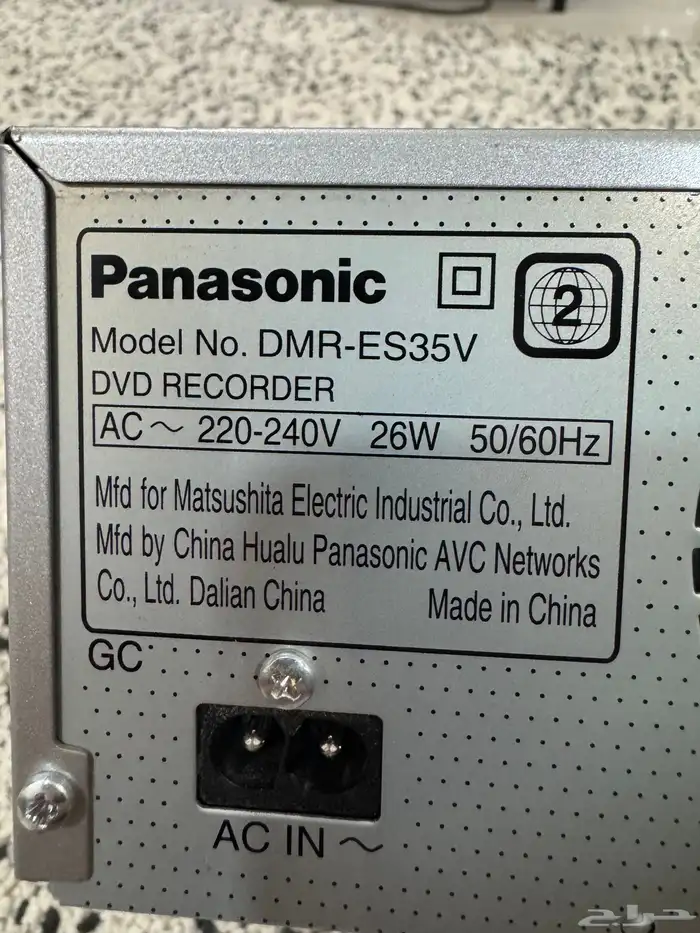 Panasonic
2
Model No. DMR-ES35V
DVD RECORDER
AC ～ 220-240V 26W 50/60Hz
Mfd for Matsushita Electric Industrial Co., Ltd.
Mfd by China Hualu Panasonic AVC Networks
Co., Ltd. Dalian China Made in China
GC
AC IN ～
حراج